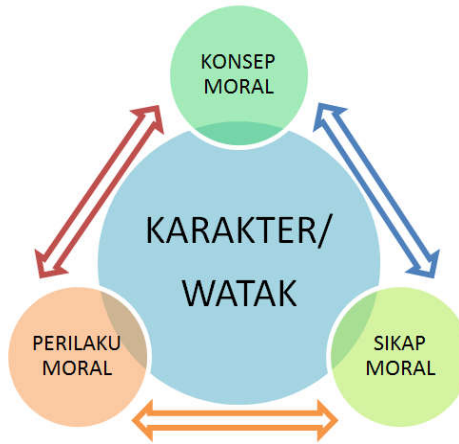 KONSEP
MORAL
KARAKTER/
WATAK
PERILAKU
MORAL
SIKAP
MORAL